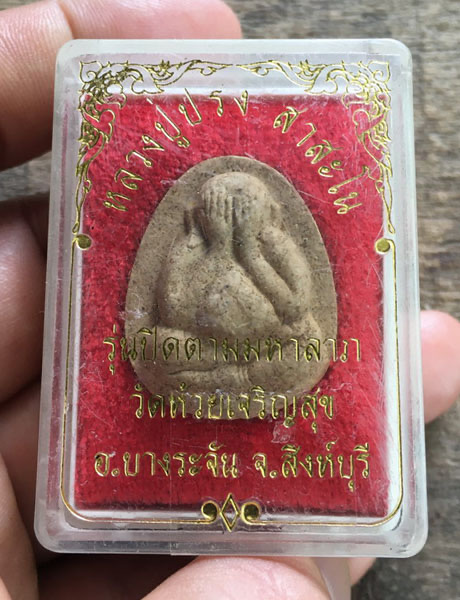 หลวงปู่ปรง สาสะโน
รุ่นปิดตามมหาลาภ
วัดห้วยเจริญสุข
อ.บางระจัน จ.สิงห์บุรี